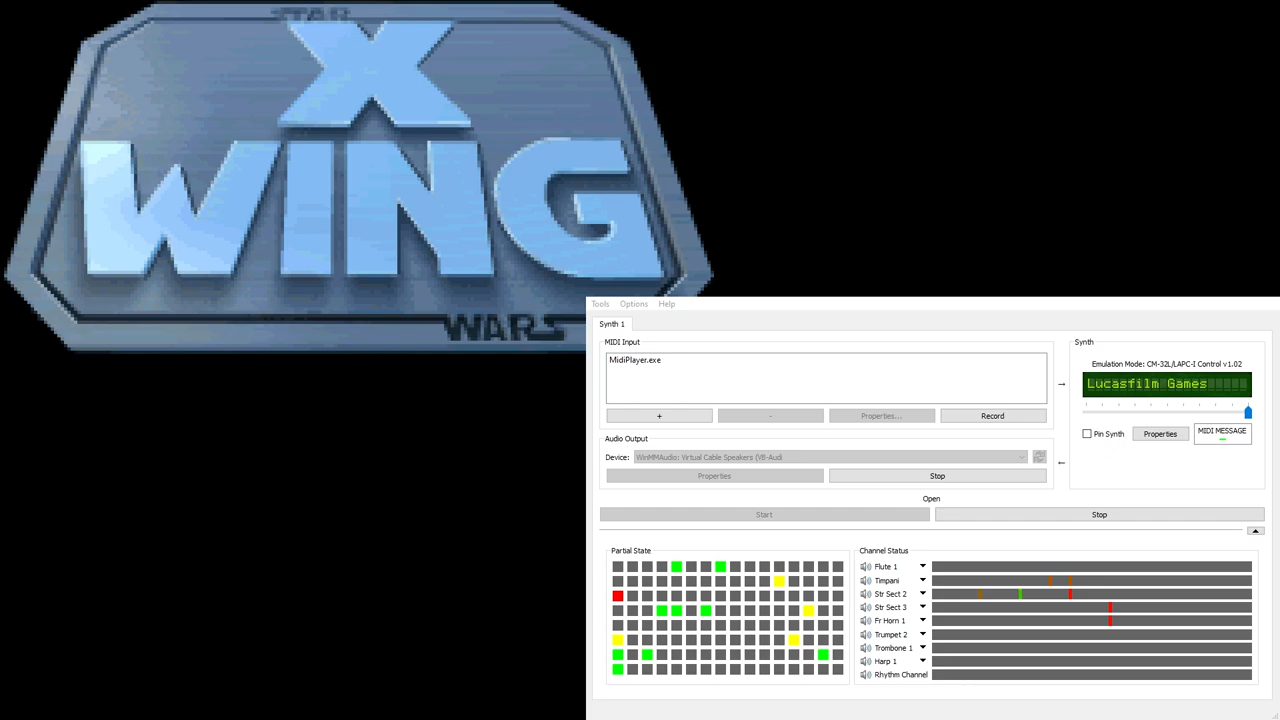 STAR
X
WING
WARS
Tools Options Help
Synth 1
MIDI Input
MidiPlayer.exe
+ - Properties... Record
Audio Output
Device: WinMMAudio: Virtual Cable Speakers (VB-Audi
Properties Stop
Synth
Emulation Mode: CM-32L/LAPC-I Control v1.02
Lucasfilm Games
Pin Synth Properties MIDI MESSAGE
Open
Start Stop
Partial State
Channel Status
Flute 1
Timpani
Str Sect 2
Str Sect 3
Fr Horn 1
Trumpet 2
Trombone 1
Harp 1
Rhythm Channel